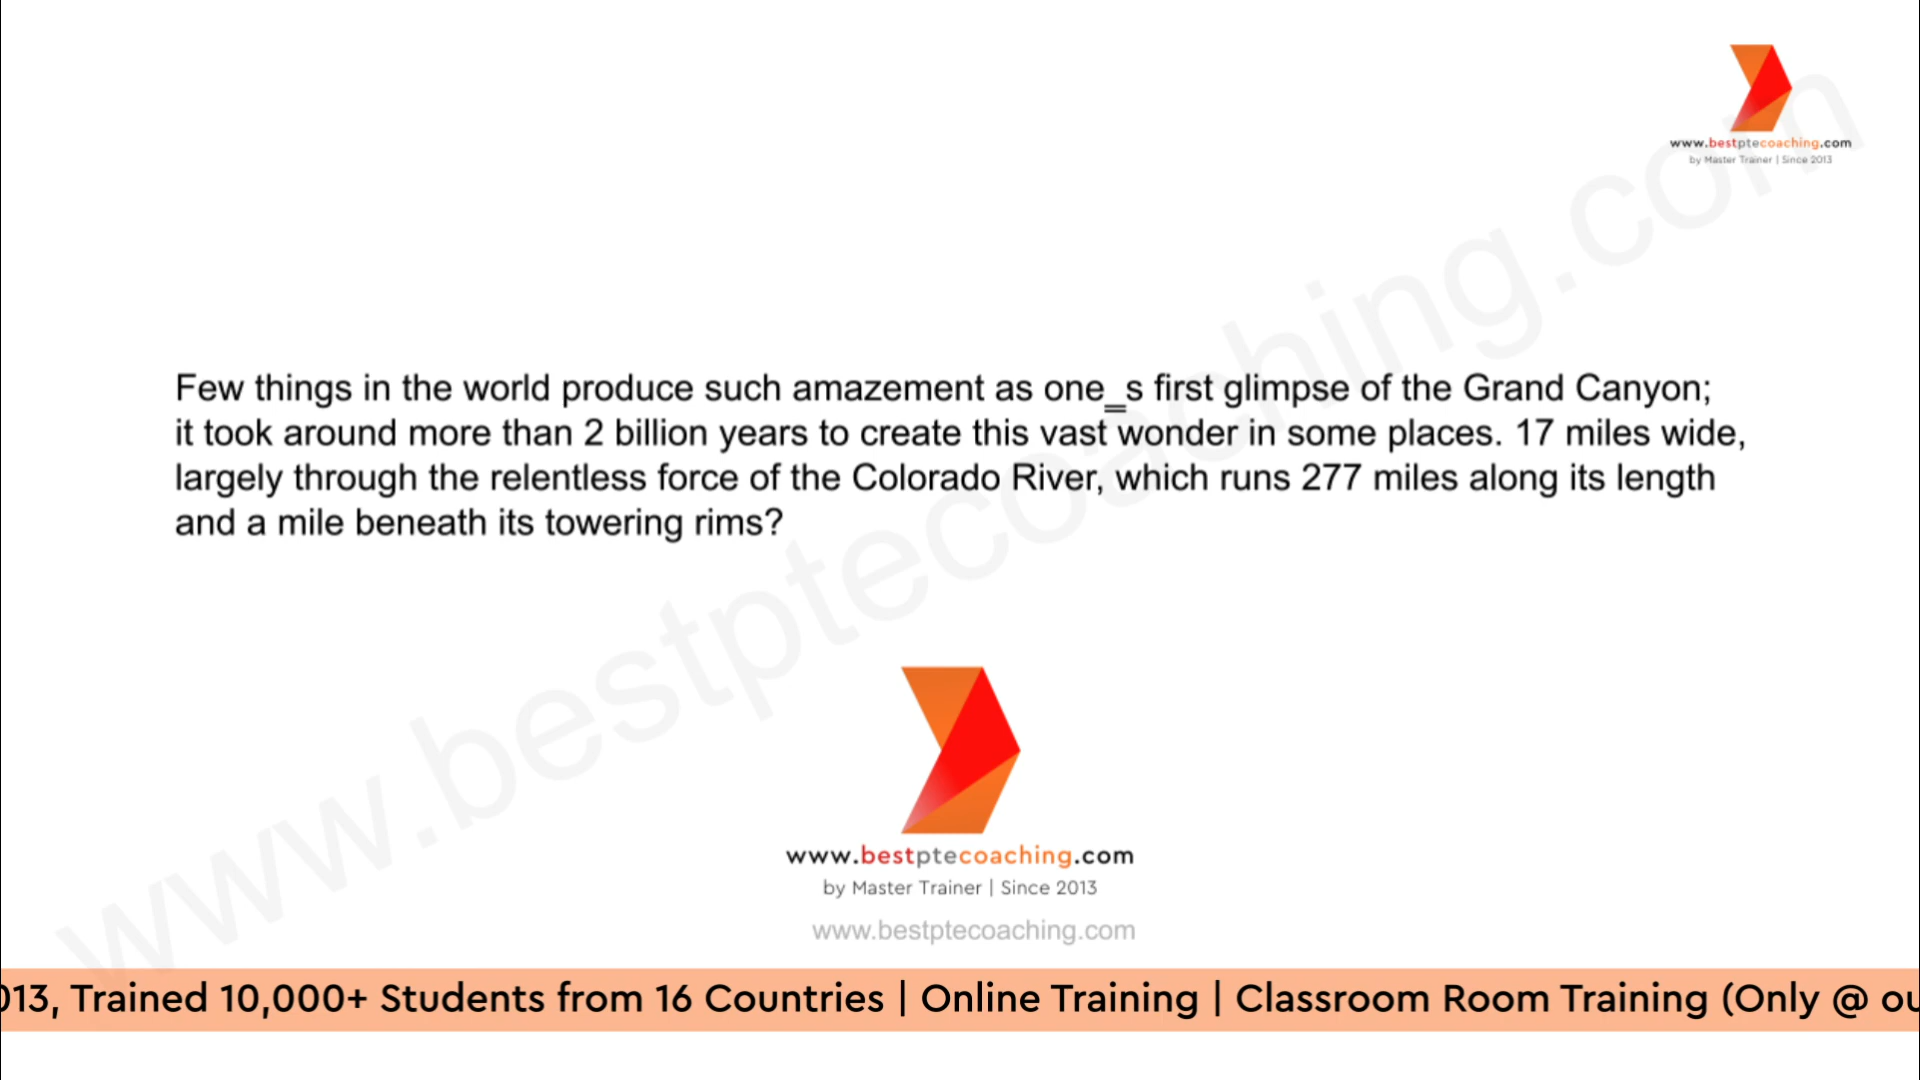 www.bestptecoaching.com
by Master Trainer | Since 2013
Few things in the world produce such amazement as one‗s first glimpse of the Grand Canyon;
it took around more than 2 billion years to create this vast wonder in some places. 17 miles wide,
largely through the relentless force of the Colorado River, which runs 277 miles along its length
and a mile beneath its towering rims?
www.bestptecoaching.com
www.bestptecoaching.com
by Master Trainer | Since 2013
www.bestptecoaching.com
013, Trained 10,000+ Students from 16 Countries | Online Training | Classroom Room Training (Only @ ou